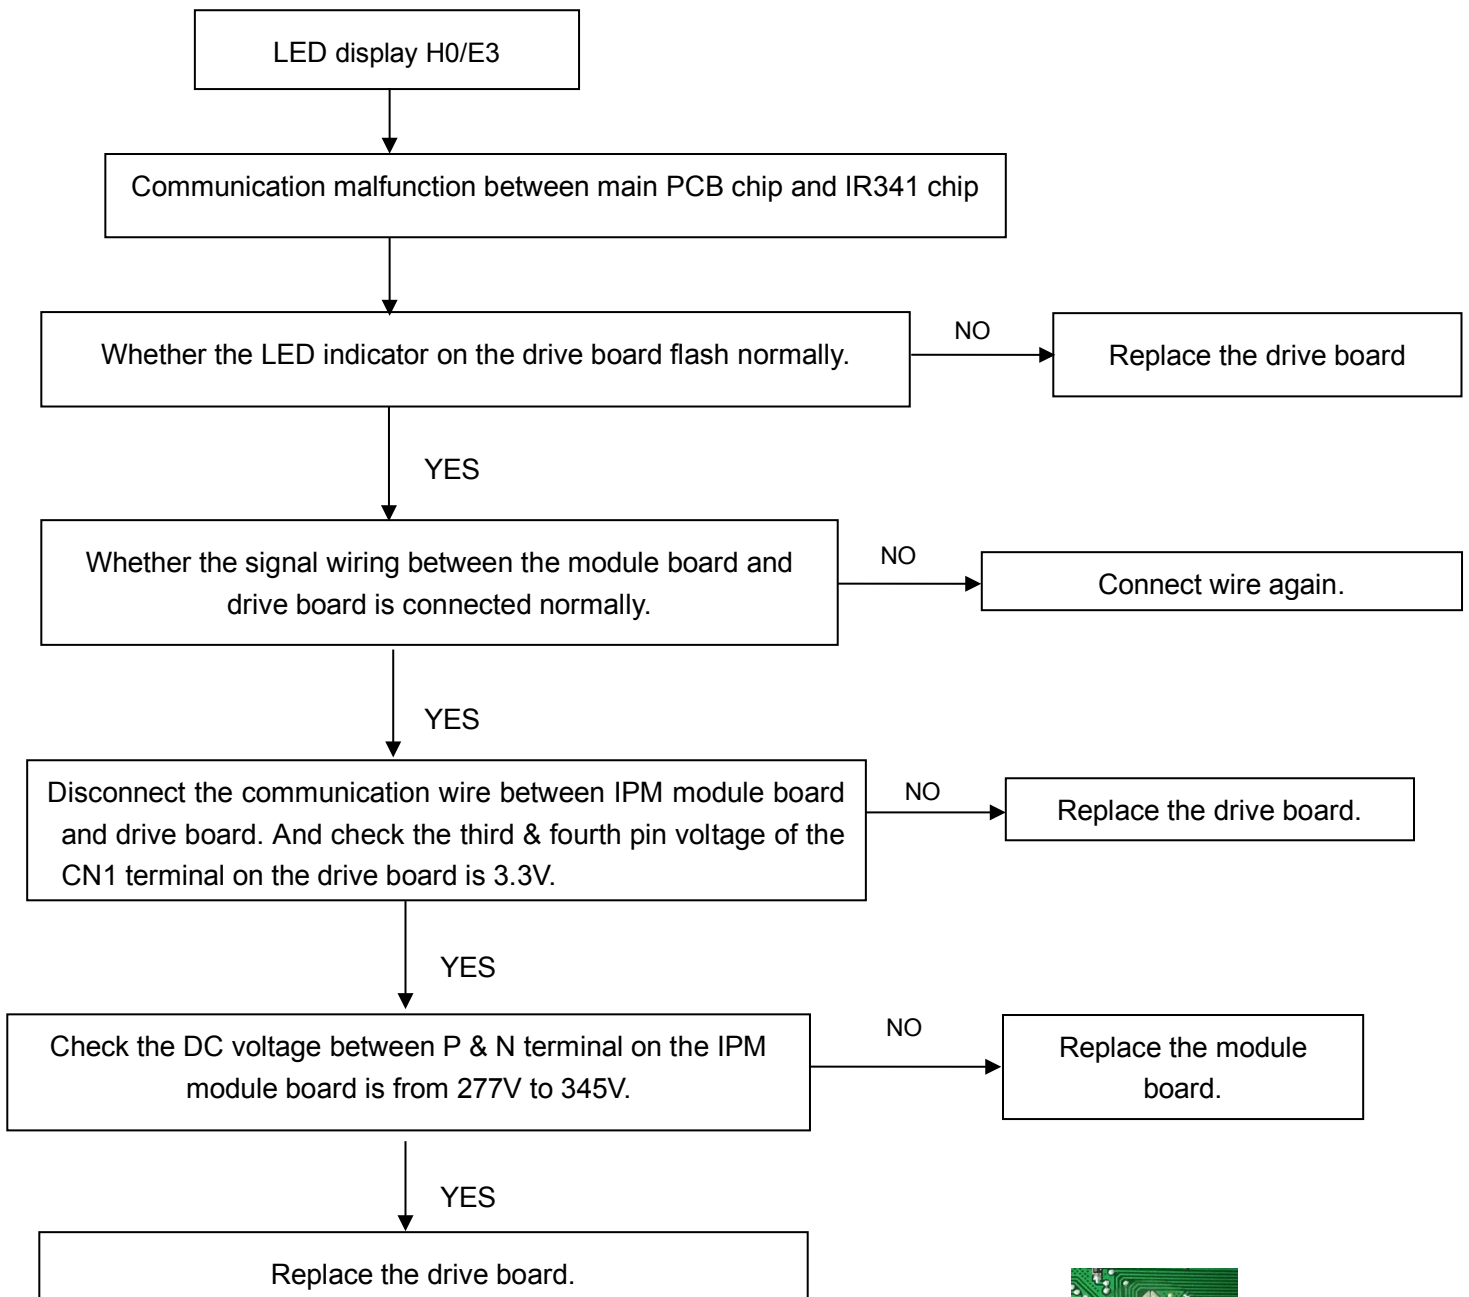 LED display H0/E3
Communication malfunction between main PCB chip and IR341 chip
Whether the LED indicator on the drive board flash normally.
NO
Replace the drive board
YES
Whether the signal wiring between the module board and
drive board is connected normally.
NO
Connect wire again.
YES
Disconnect the communication wire between IPM module board
and drive board. And check the third & fourth pin voltage of the
CN1 terminal on the drive board is 3.3V.
NO
Replace the drive board.
YES
Check the DC voltage between P & N terminal on the IPM
module board is from 277V to 345V.
NO
Replace the module
board.
YES
Replace the drive board.